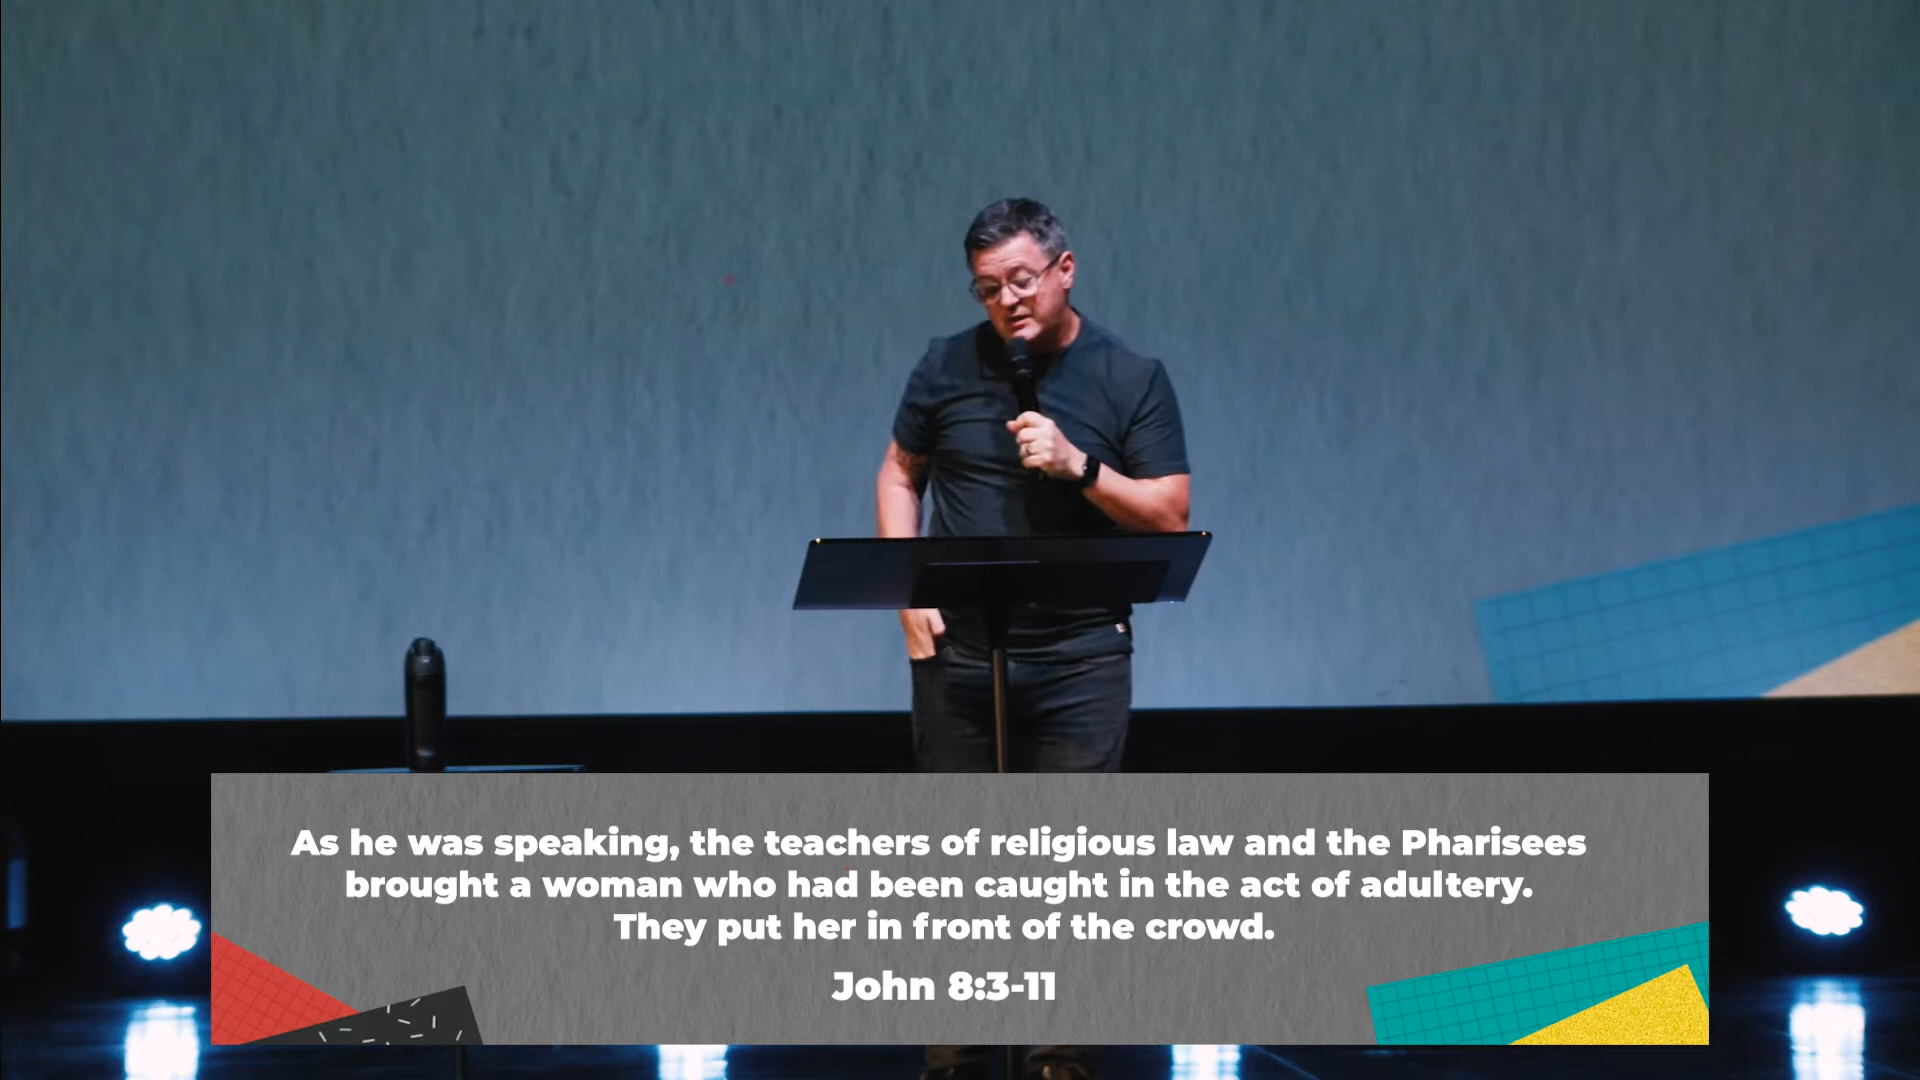 As he was speaking, the teachers of religious law and the Pharisees
brought a woman who had been caught in the act of adultery.
They put her in front of the crowd.
John 8:3-11